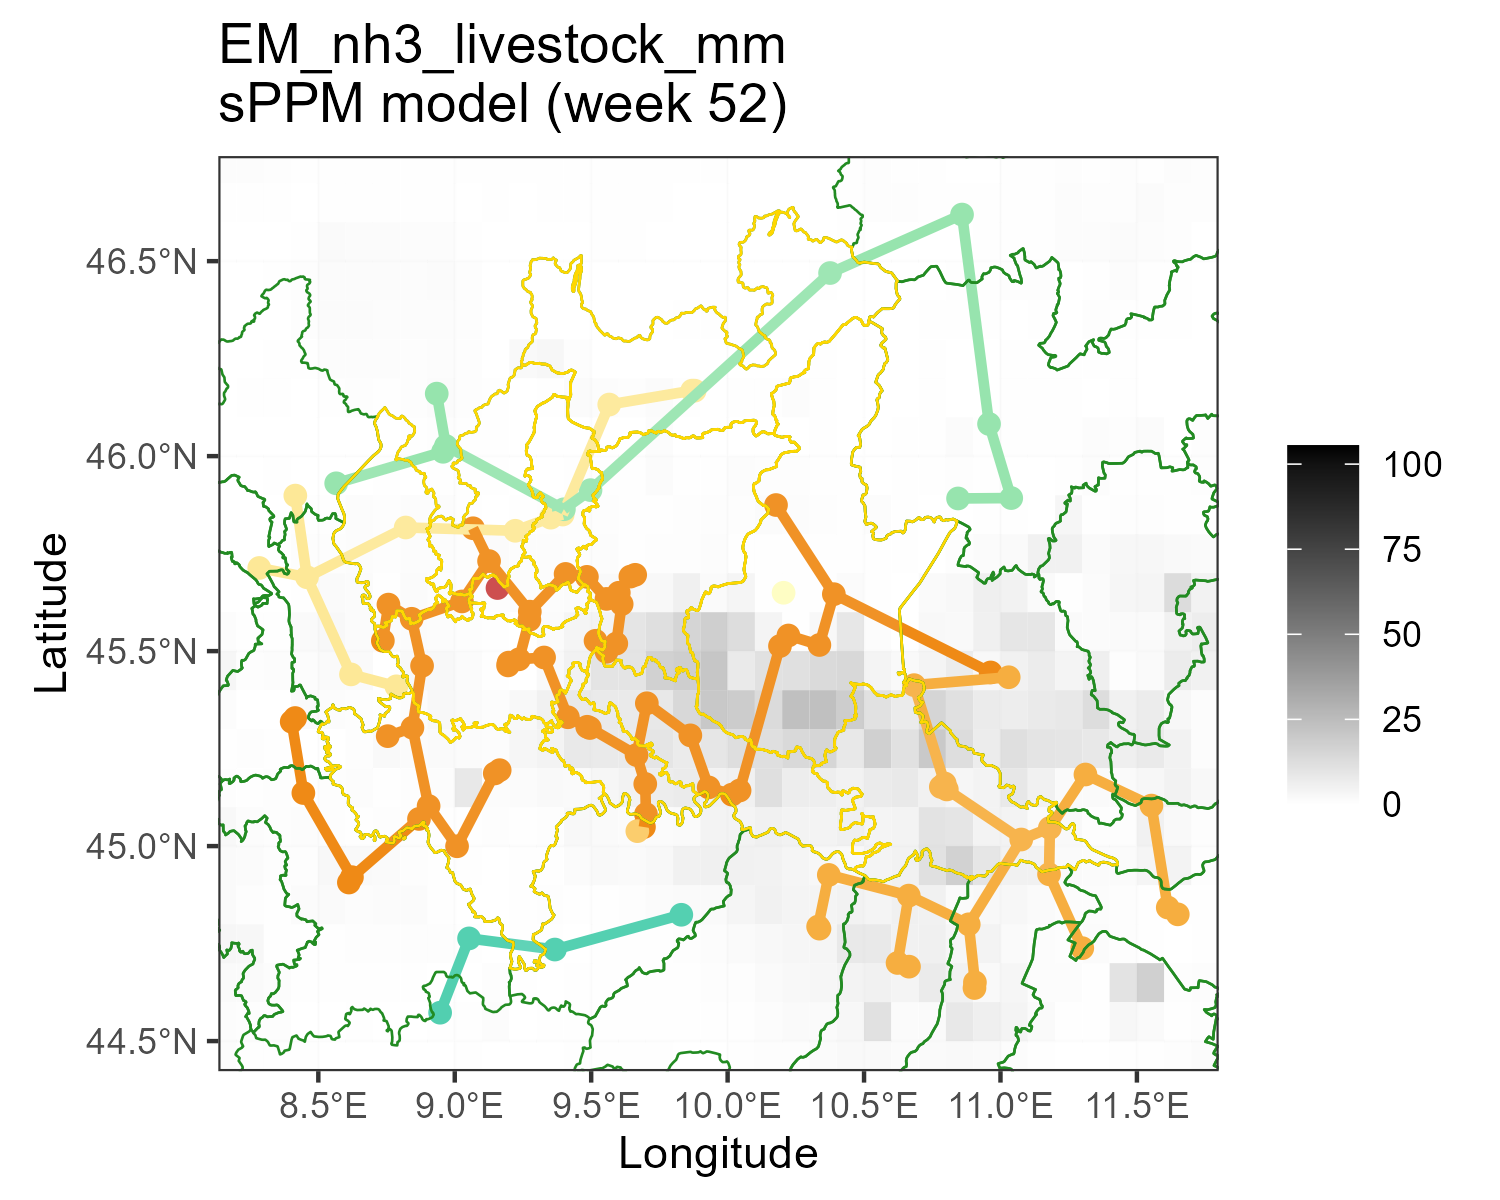 EM_nh3_livestock_mm
sPPM model (week 52)
46.5°N
46.0°N
45.5°N
45.0°N
44.5°N
Latitude
8.5°E 9.0°E 9.5°E 10.0°E 10.5°E 11.0°E 11.5°E
Longitude
100
75
50
25
0